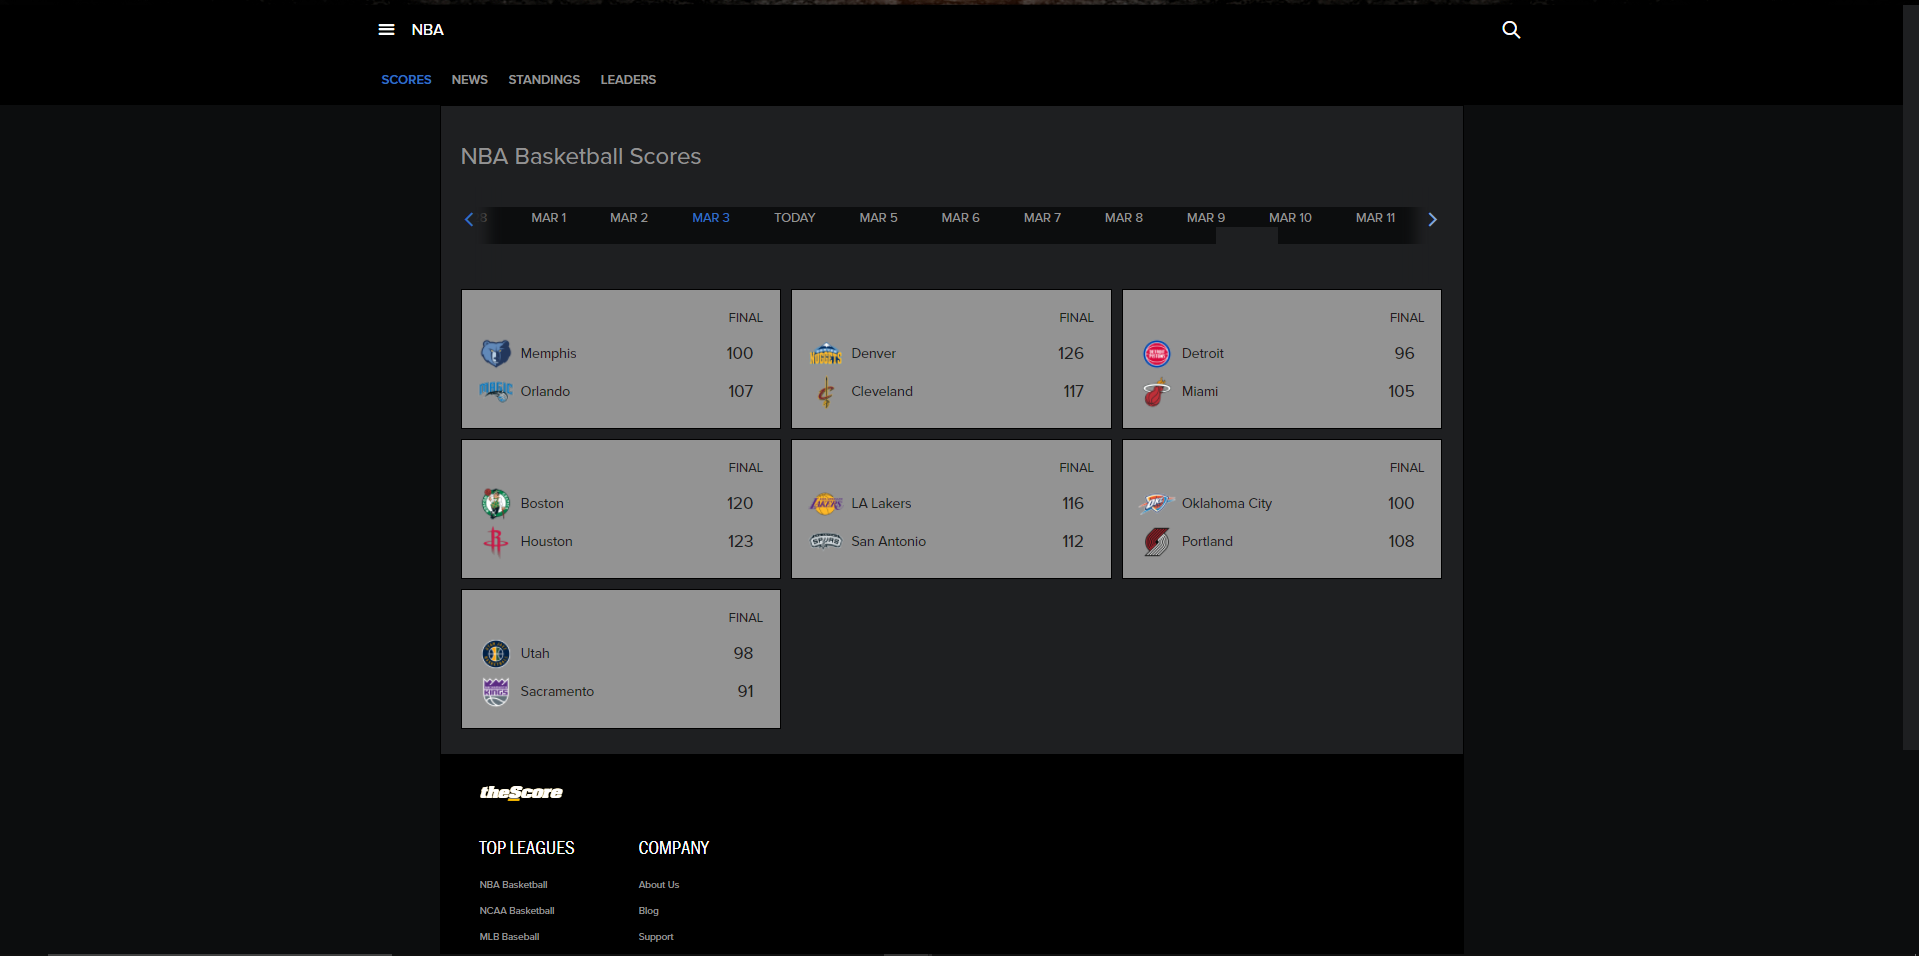 NBA
SCORES NEWS STANDINGS LEADERS
NBA Basketball Scores
8 MAR 1 MAR 2 MAR 3 TODAY MAR 5 MAR 6 MAR 7 MAR 8 MAR 9 MAR 10 MAR 11
FINAL
Memphis 100
Orlando 107
FINAL
Denver 126
Cleveland 117
FINAL
Detroit 96
Miami 105
FINAL
Boston 120
Houston 123
FINAL
LA Lakers 116
San Antonio 112
FINAL
Oklahoma City 100
Portland 108
FINAL
Utah 98
Sacramento 91
theScore
TOP LEAGUES
NBA Basketball
NCAA Basketball
MLB Baseball
COMPANY
About Us
Blog
Support